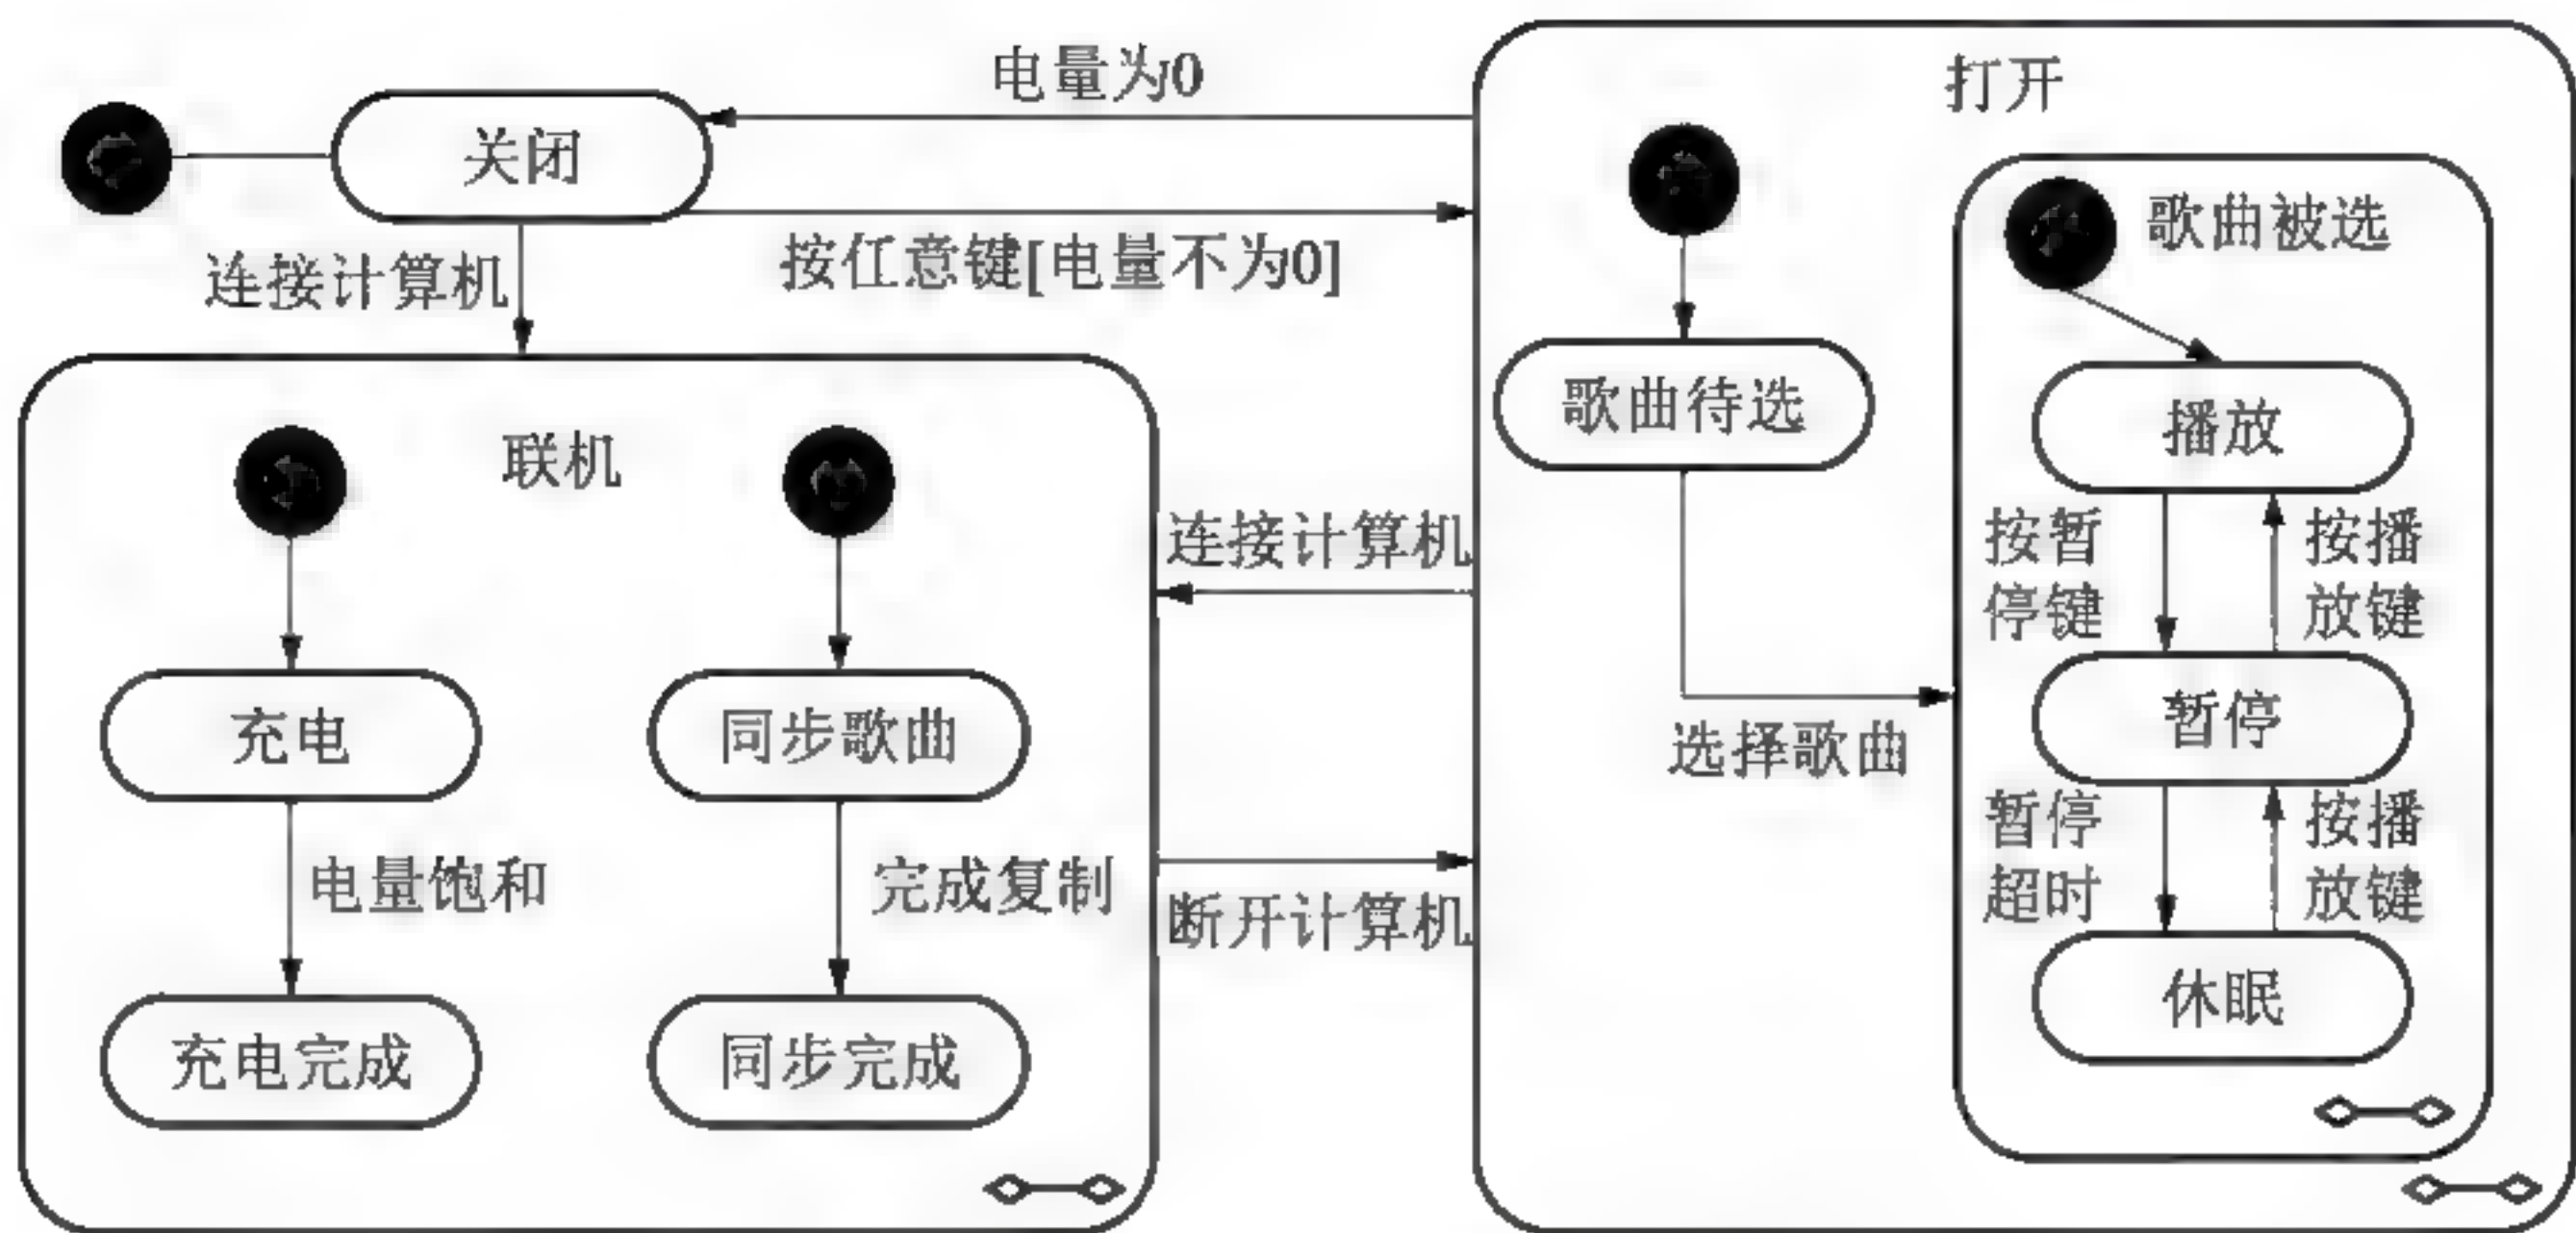 电量为0
打开
关闭
歌曲被选
连接计算机
按任意键[电量不为0]
歌曲待选
播放
联机
连接计算机
按暂
停键
按播
放键
充电
同步歌曲
选择歌曲
暂停
电量饱和
完成复制
断开计算机
暂停
超时
按播
放键
休眠
充电完成
同步完成